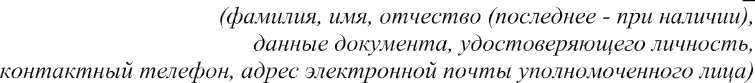 (фамилия, имя, отчество (последнее - при наличии),
данные документа, удостоверяющего личность,
контактный телефон, адрес электронной почты уполномоченного лица)